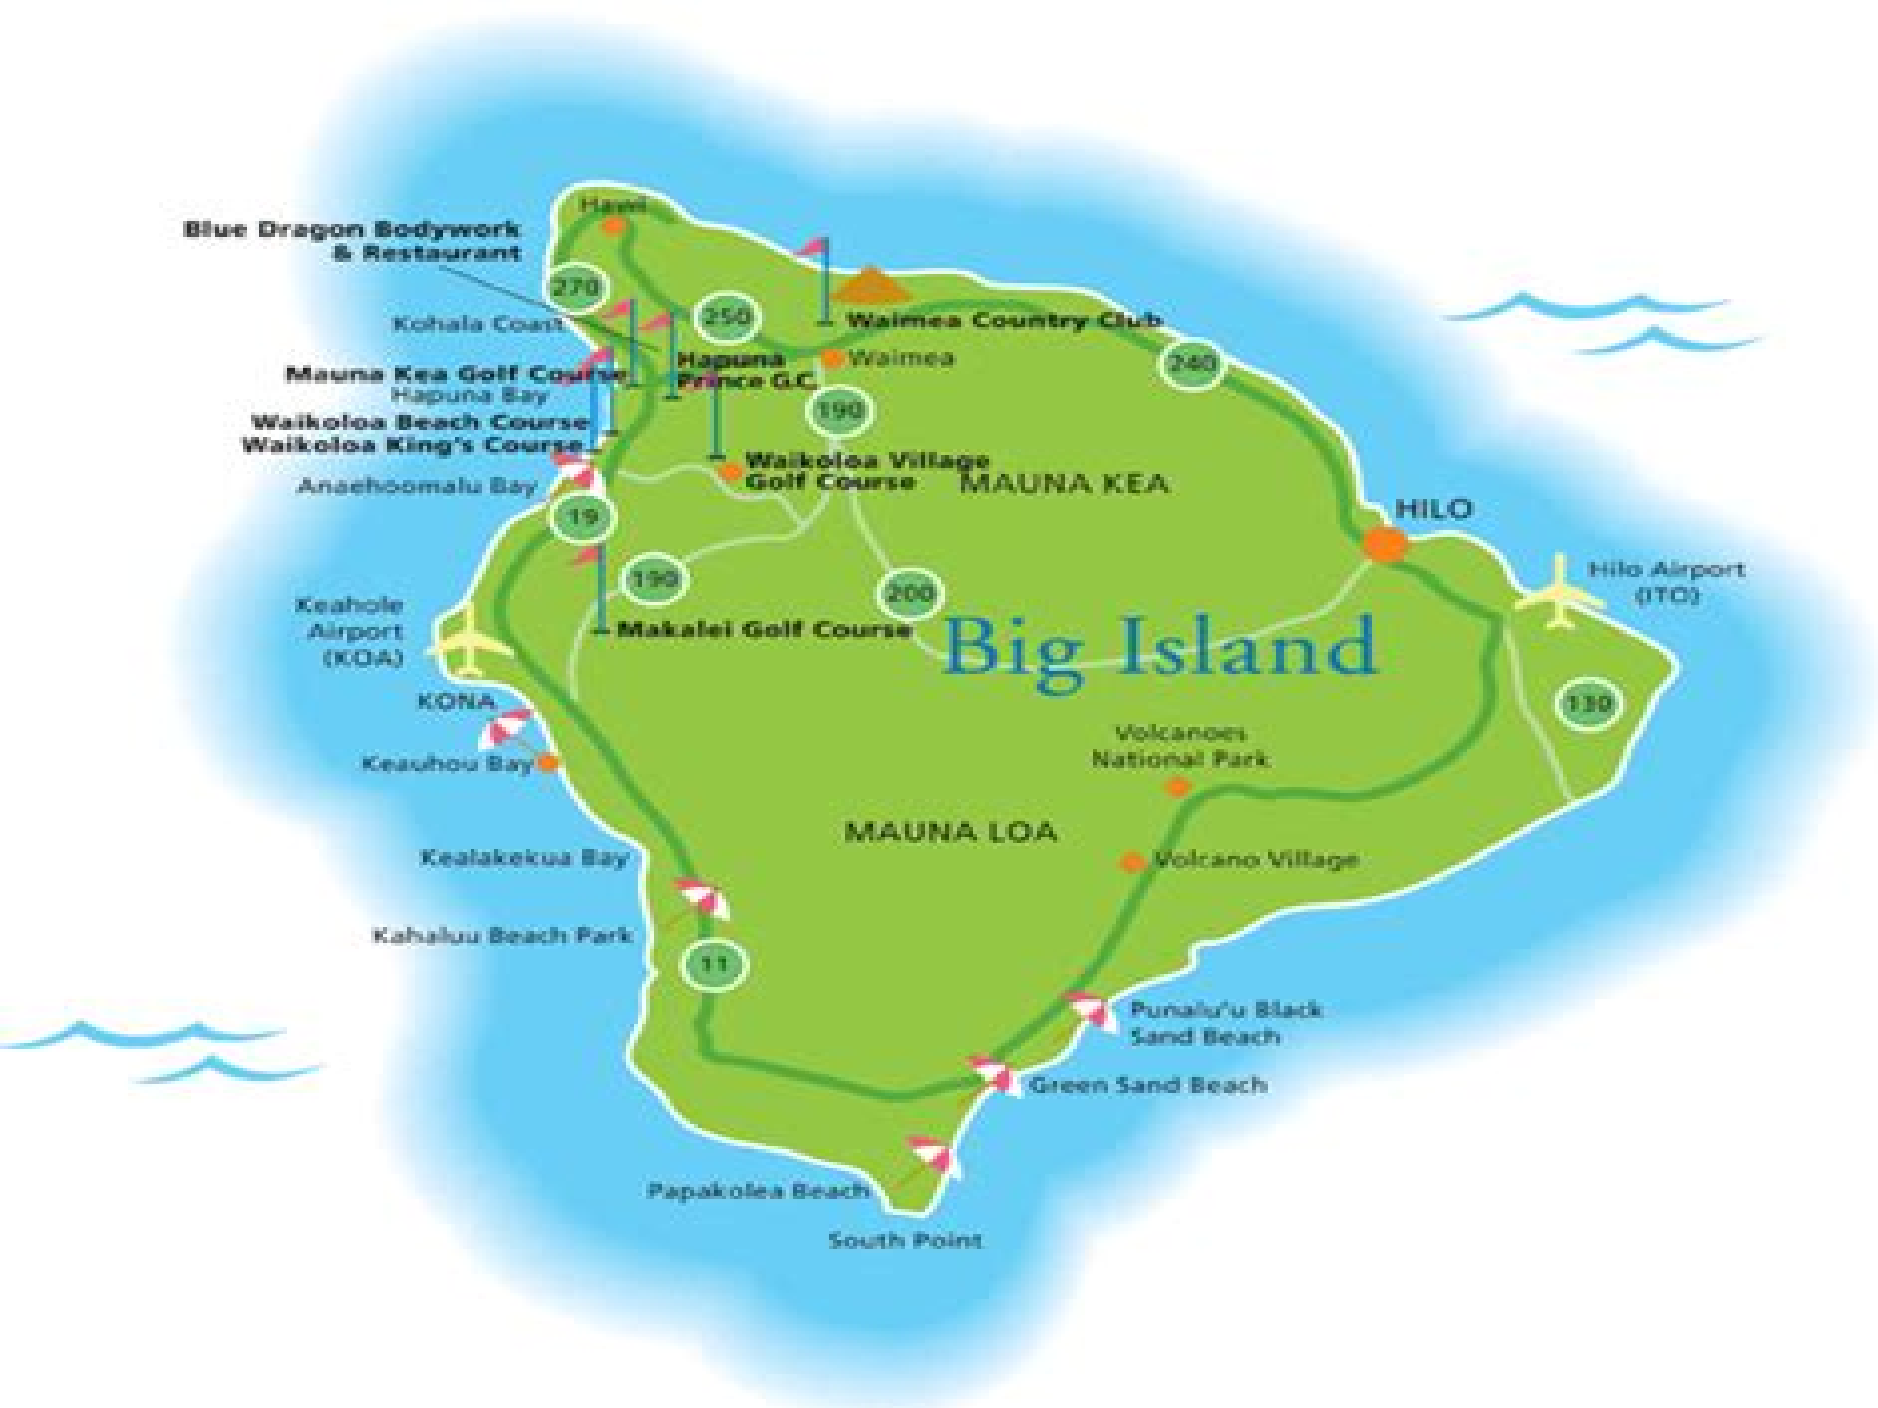 Hawi
Blue Dragon Bodywork
& Restaurant
270
250
Kohala Coast
Waimea Country Club
Waimea
Hapuna
Prince G.C.
240
Mauna Kea Golf Course
Hapuna Bay
190
Waikoloa Beach Course
Waikoloa King's Course
Waikoloa Village
Golf Course
MAUNA KEA
Anaehoomalu Bay
19
HILO
Hilo Airport
(ITO)
190
200
Keahole
Airport
(KOA)
Makalei Golf Course
Big Island
KONA
130
Keauhou Bay
Volcanoes
National Park
MAUNA LOA
Kealakekua Bay
Volcano Village
Kahaluu Beach Park
11
Punalu'u Black
Sand Beach
Green Sand Beach
Papakolea Beach
South Point